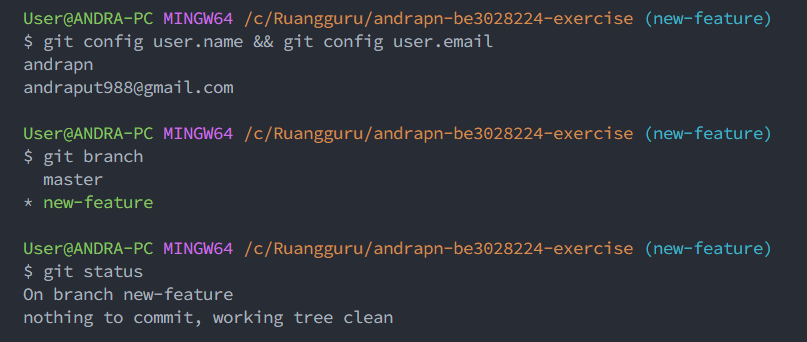 User@ANDRA-PC MINGW64 /c/Ruangguru/andrapn-be3028224-exercise (new-feature)
$ git config user.name && git config user.email
andrapn
andraput988@gmail.com
User@ANDRA-PC MINGW64 /c/Ruangguru/andrapn-be3028224-exercise (new-feature)
$ git branch
  master
* new-feature
User@ANDRA-PC MINGW64 /c/Ruangguru/andrapn-be3028224-exercise (new-feature)
$ git status
On branch new-feature
nothing to commit, working tree clean